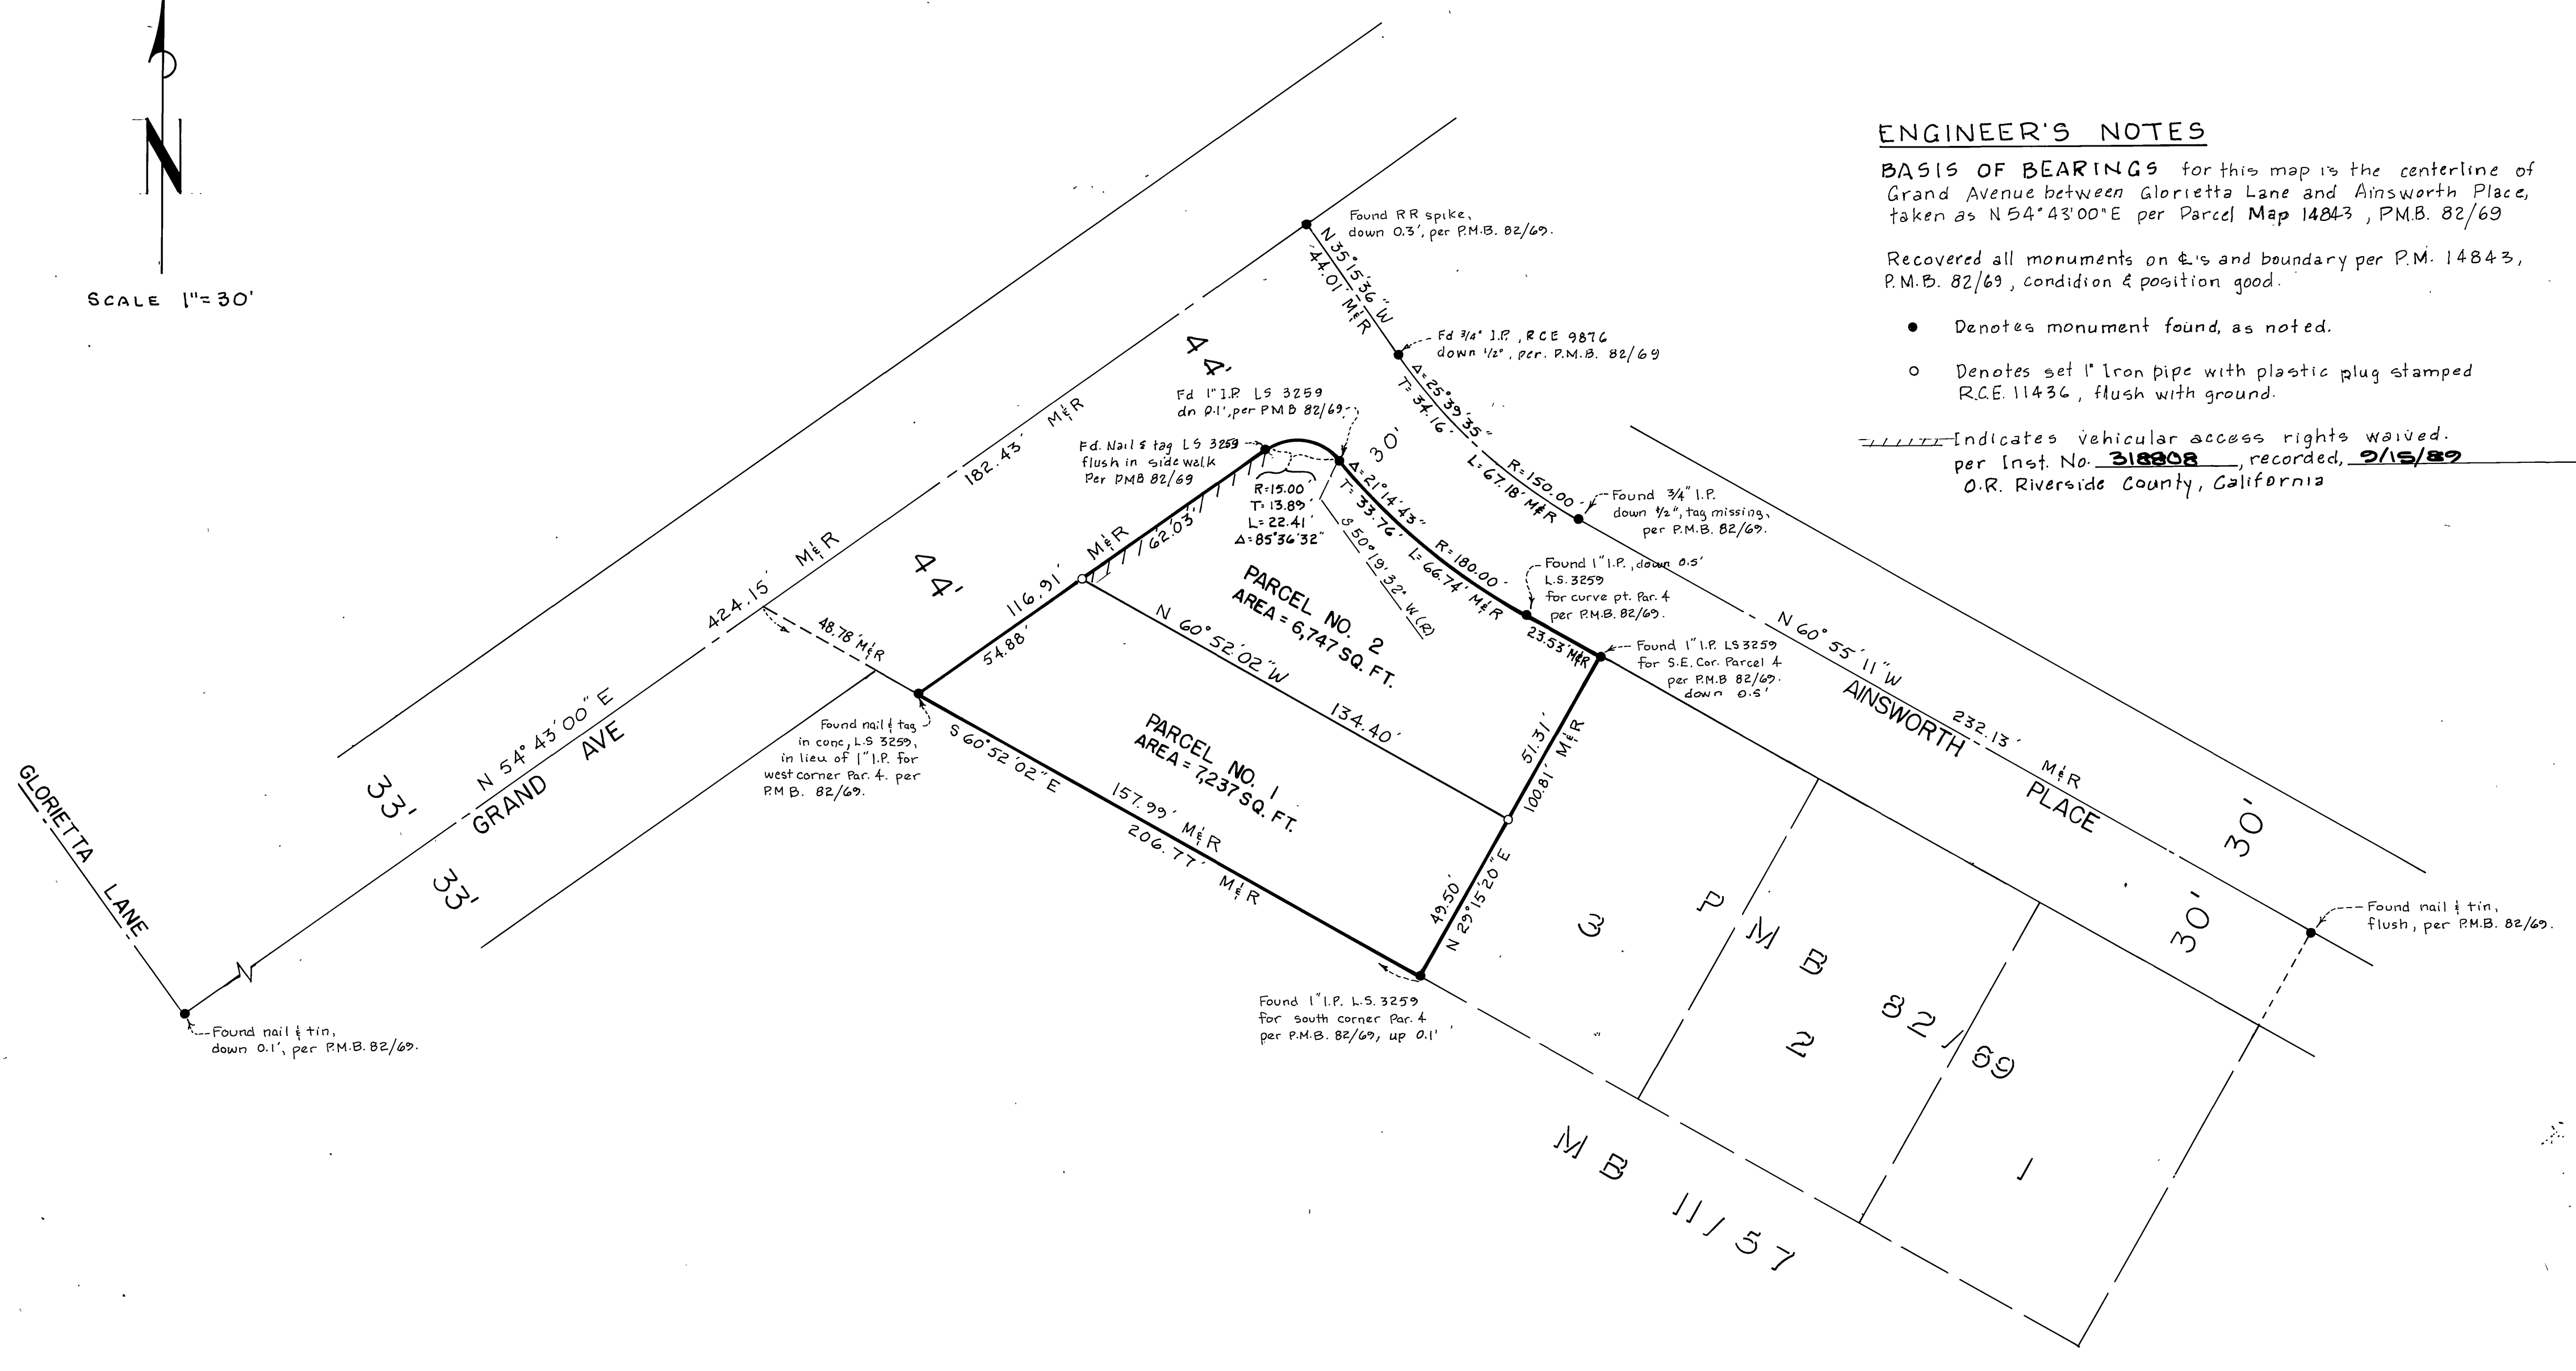 N
SCALE 1"=30'
ENGINEER'S NOTES
BASIS OF BEARINGS for this map is the centerline of
Grand Avenue between Glorietta Lane and Ainsworth Place,
taken as N 54°43'00"E per Parcel Map 14843, P.M.B. 82/69
Recovered all monuments on ℄'s and boundary per P.M. 14843,
P.M.B. 82/69, condidion & position good.
Denotes monument found, as noted.
Denotes set 1" Iron pipe with plastic plug stamped
R.C.E. 11436, flush with ground.
Indicates vehicular access rights waived.
per Inst. No. 318808, recorded, 9/15/89
O.R. Riverside County, California
Found RR spike,
down 0.3', per P.M.B. 82/69.
N 35°15'36"W
44.01' M&R
Fd 3/4" I.P., RCE 9876
down 1/2", per. P.M.B. 82/69
44'
Fd 1" I.P. LS 3259
dn 0.1', per PMB 82/69
Δ=25°39'35"
T=34.16'
R=150.00'
L=67.18' M&R
30'
182.43' M&R
Fd. Nail & tag LS 3259
flush in sidewalk
Per PMB 82/69
R=15.00'
T=13.89'
L=22.41'
Δ=85°36'32"
Δ=21°14'43"
T=33.76'
R=180.00'
L=66.74' M&R
S 50°19'32" W(R)
Found 3/4" I.P.
down 1/2", tag missing,
per P.M.B. 82/69.
Found 1" I.P., down 0.5'
L.S. 3259
for curve pt. Par. 4
per P.M.B. 82/69.
M&R
62.03'
44'
116.91'
54.88'
424.15' M&R
48.78' M&R
PARCEL NO. 2
AREA = 6,747 SQ. FT.
N 60°52'02"W
134.40'
23.53' M&R
Found 1" I.P. LS 3259
for S.E. Cor. Parcel 4
per P.M.B 82/69.
down 0.5'
N 60°55'11"W
AINSWORTH PLACE
232.13' M&R
N 54°43'00" E
GRAND AVE
33'
33'
Found nail & tag
in conc, L.S 3259,
in lieu of 1" I.P. for
west corner Par. 4. per
P.M B. 82/69.
S 60°52'02"E
PARCEL NO. 1
AREA = 7,237 SQ. FT.
157.99' M&R
206.77' M&R
51.31'
100.81' M&R
49.50'
N 29°15'20"E
GLORIETTA LANE
Found nail & tin,
down 0.1', per P.M.B. 82/69.
Found 1" I.P. L.S. 3259
for south corner Par. 4
per P.M.B. 82/69, up 0.1'
30'
30'
Found nail & tin,
flush, per P.M.B. 82/69.
3
P M B 82/69
2
1
M B 11/57